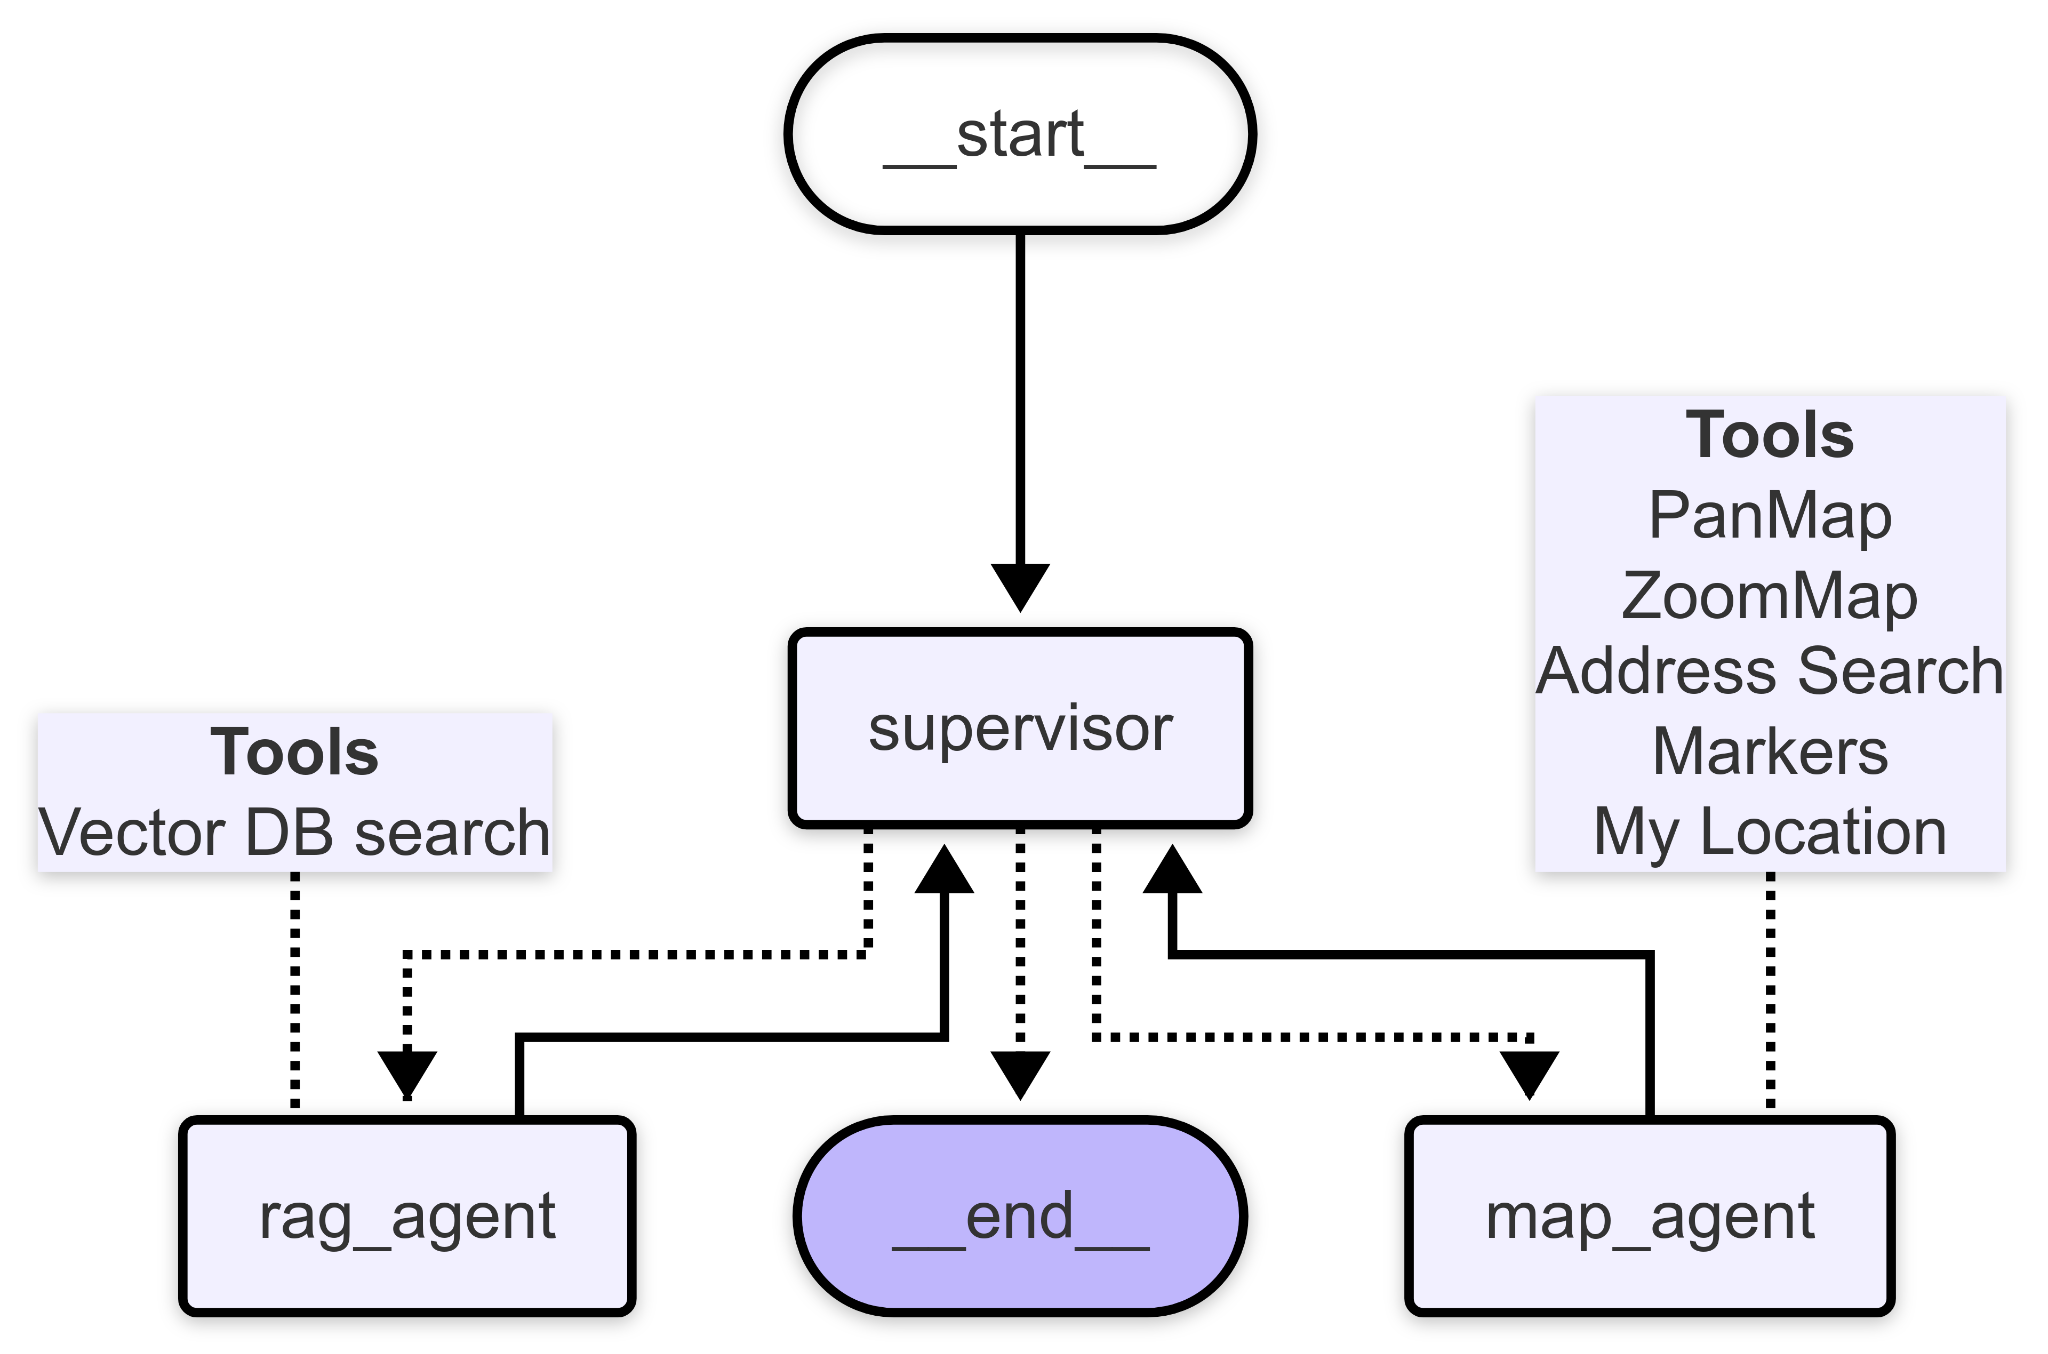 __start__
Tools
PanMap
ZoomMap
Address Search
Markers
My Location
supervisor
Tools
Vector DB search
rag_agent
__end__
map_agent